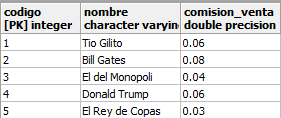 codigo nombre comision_venta
[PK] integer character varying double precision
1 Tio Gilito 0.06
2 Bill Gates 0.08
3 El del Monopoli 0.04
4 Donald Trump 0.06
5 El Rey de Copas 0.03